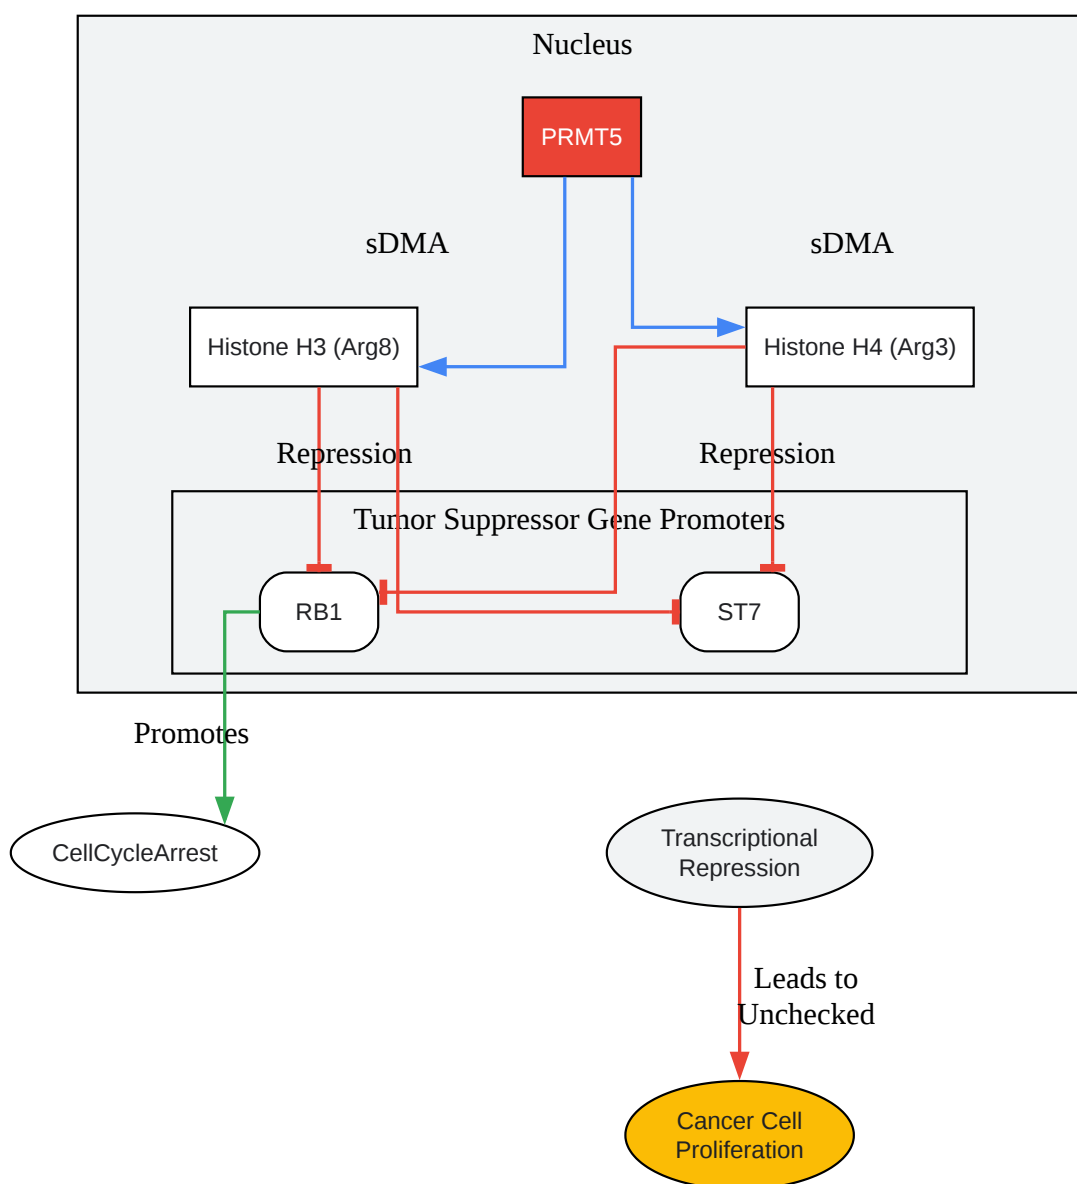 Nucleus
PRMT5
sDMA
sDMA
Histone H3 (Arg8)
Histone H4 (Arg3)
Repression
Repression
Tumor Suppressor Gene Promoters
RB1
ST7
Promotes
CellCycleArrest
Transcriptional
Repression
Leads to
Unchecked
Cancer Cell
Proliferation